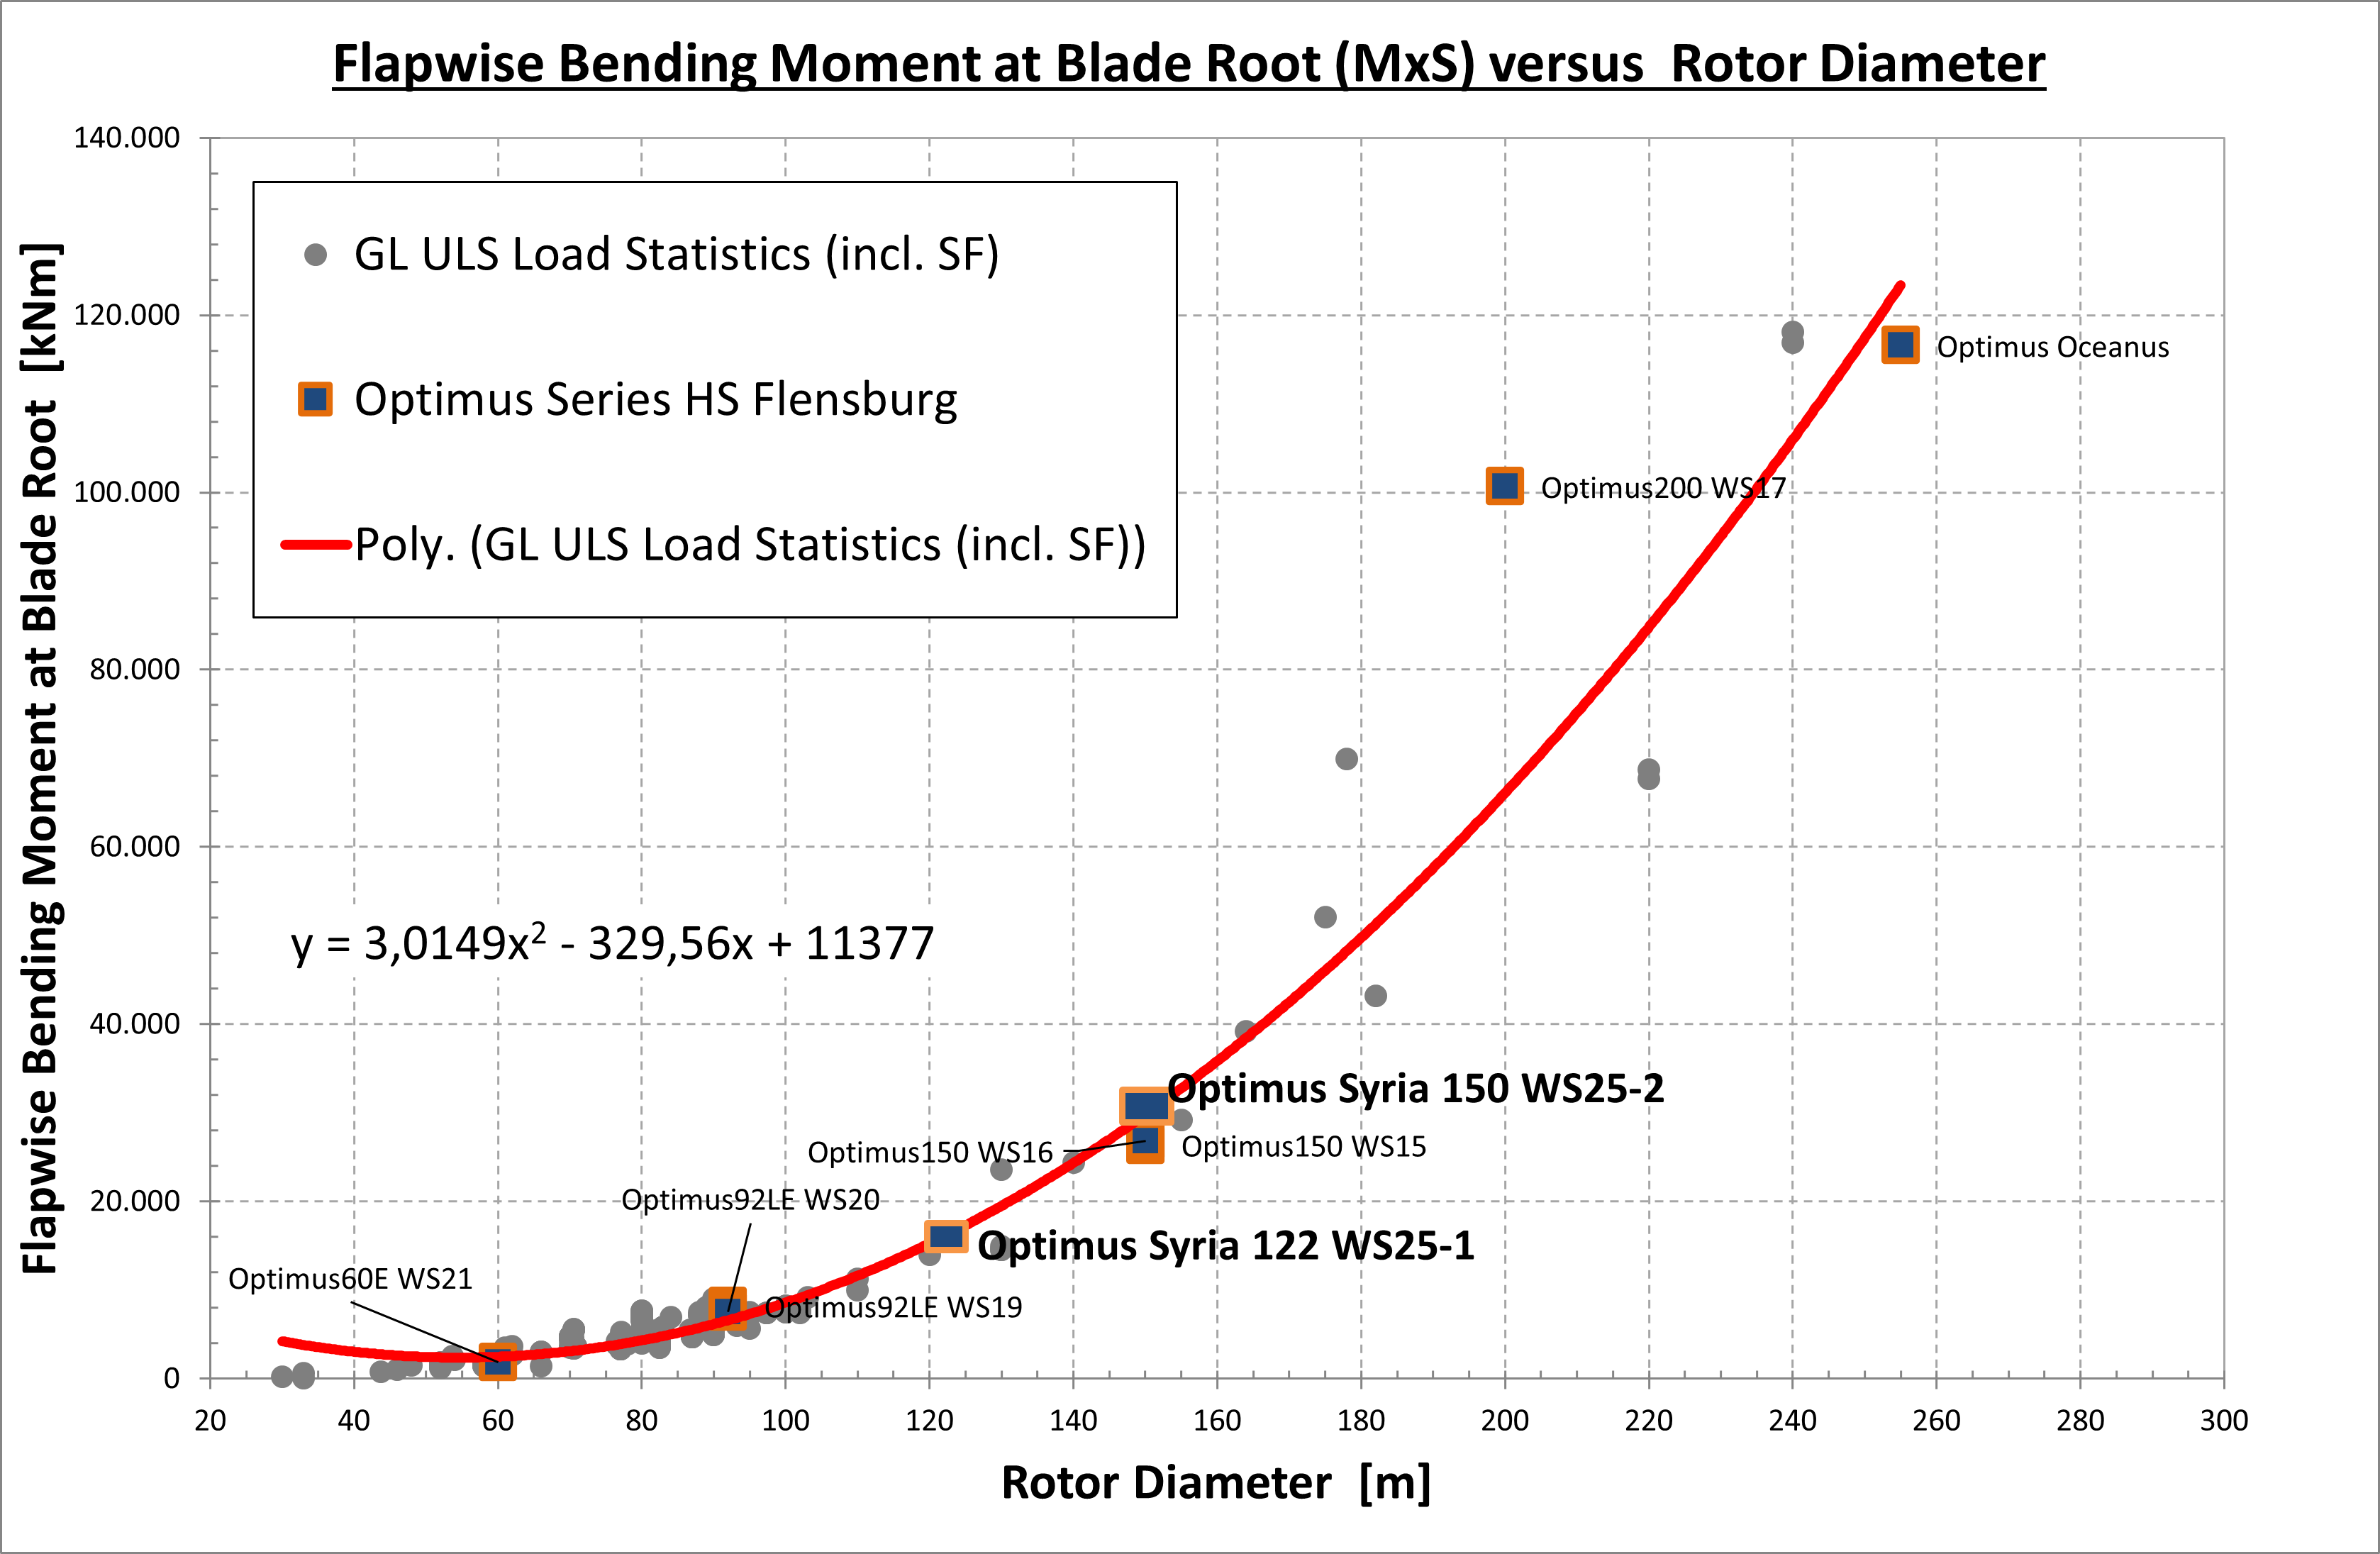 Flapwise Bending Moment at Blade Root (MxS) versus  Rotor Diameter
Flapwise Bending Moment at Blade Root  [kNm]
140.000
120.000
100.000
80.000
60.000
40.000
20.000
0
GL ULS Load Statistics (incl. SF)
Optimus Series HS Flensburg
Poly. (GL ULS Load Statistics (incl. SF))
Optimus Oceanus
Optimus200 WS17
y = 3,0149x² - 329,56x + 11377
Optimus Syria 150 WS25-2
Optimus150 WS16
Optimus150 WS15
Optimus92LE WS20
Optimus Syria 122 WS25-1
Optimus60E WS21
Optimus92LE WS19
20 40 60 80 100 120 140 160 180 200 220 240 260 280 300
Rotor Diameter  [m]